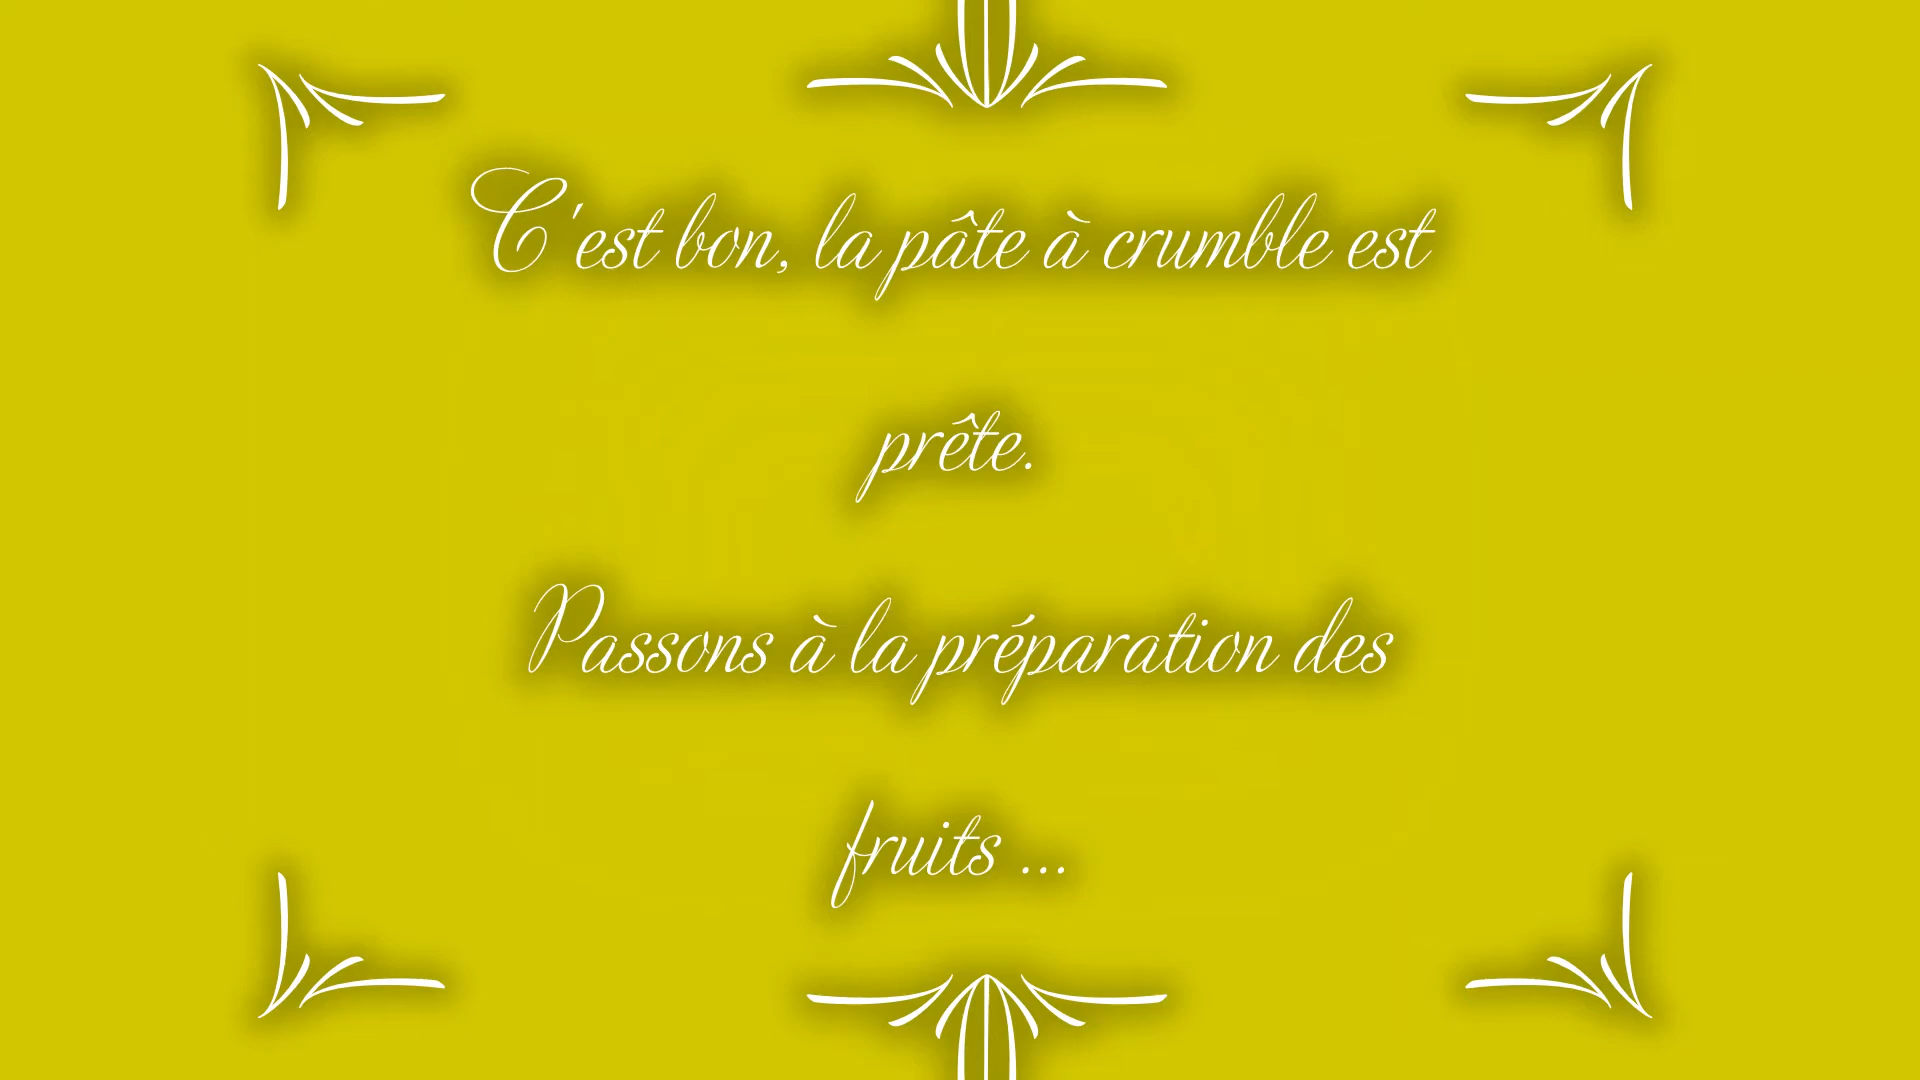 C'est bon, la pâte à crumble est
prête.
Passons à la préparation des
fruits ...